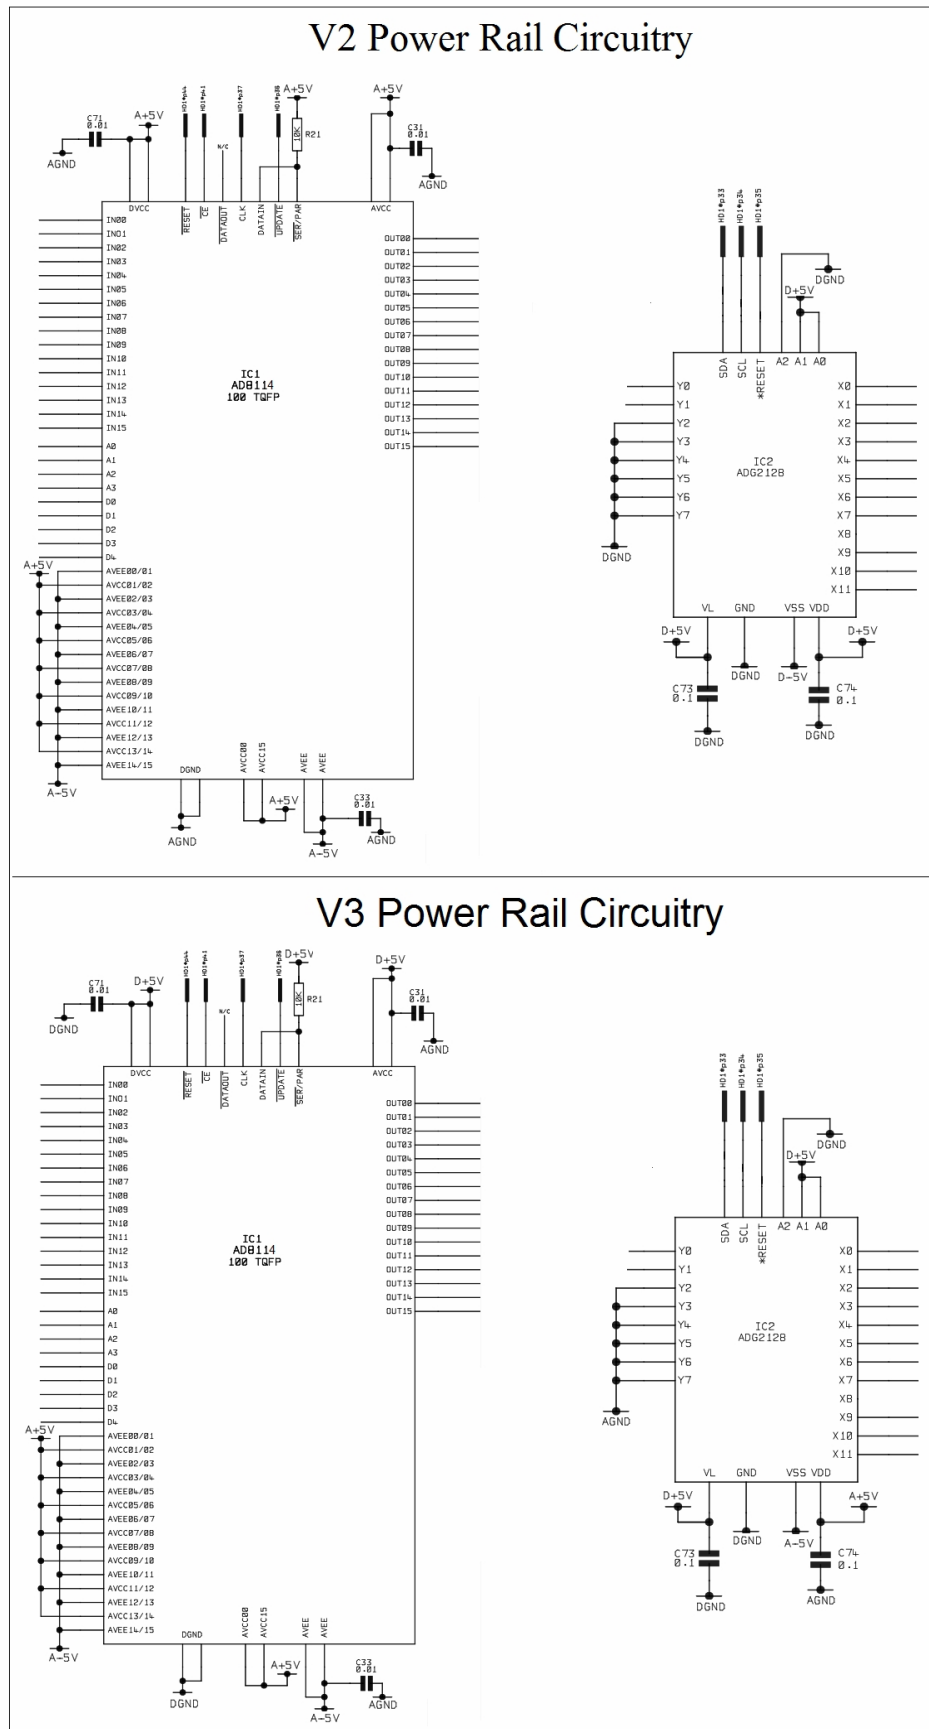 V2 Power Rail Circuitry
A+5V
A+5V
A+5V
C71
0.01
HD1*p44
HD1*p41
HD1*p37
HD1*p36
N/C
10K
R21
C31
0.01
AGND
AGND
DVCC
RESET
CE
DATAOUT
CLK
DATAIN
UPDATE
SER/PAR
AVCC
IN00
IN01
IN02
IN03
IN04
IN05
IN06
IN07
IN08
IN09
IN10
IN11
IN12
IN13
IN14
IN15
A0
A1
A2
A3
D0
D1
D2
D3
D4
A+5V
AVEE00/01
AVCC01/02
AVEE02/03
AVCC03/04
AVEE04/05
AVCC05/06
AVEE06/07
AVCC07/08
AVEE08/09
AVCC09/10
AVEE10/11
AVCC11/12
AVEE12/13
AVCC13/14
AVEE14/15
A-5V
IC1
AD8114
100 TQFP
OUT00
OUT01
OUT02
OUT03
OUT04
OUT05
OUT06
OUT07
OUT08
OUT09
OUT10
OUT11
OUT12
OUT13
OUT14
OUT15
DGND
AVCC00
AVCC15
AVEE
AVEE
AGND
A+5V
A-5V
C33
0.01
AGND
HD1*p33
HD1*p34
HD1*p35
DGND
D+5V
SDA
SCL
*RESET
A2
A1
A0
Y0
Y1
Y2
Y3
Y4
Y5
Y6
Y7
DGND
IC2
ADG2128
X0
X1
X2
X3
X4
X5
X6
X7
X8
X9
X10
X11
VL
GND
VSS
VDD
D+5V
DGND
D-5V
D+5V
C73
0.1
DGND
C74
0.1
DGND
V3 Power Rail Circuitry
D+5V
D+5V
D+5V
C71
0.01
HD1*p44
HD1*p41
HD1*p37
HD1*p36
N/C
10K
R21
C31
0.01
DGND
AGND
DVCC
RESET
CE
DATAOUT
CLK
DATAIN
UPDATE
SER/PAR
AVCC
IN00
IN01
IN02
IN03
IN04
IN05
IN06
IN07
IN08
IN09
IN10
IN11
IN12
IN13
IN14
IN15
A0
A1
A2
A3
D0
D1
D2
D3
D4
A+5V
AVEE00/01
AVCC01/02
AVEE02/03
AVCC03/04
AVEE04/05
AVCC05/06
AVEE06/07
AVCC07/08
AVEE08/09
AVCC09/10
AVEE10/11
AVCC11/12
AVEE12/13
AVCC13/14
AVEE14/15
A-5V
IC1
AD8114
100 TQFP
OUT00
OUT01
OUT02
OUT03
OUT04
OUT05
OUT06
OUT07
OUT08
OUT09
OUT10
OUT11
OUT12
OUT13
OUT14
OUT15
DGND
AVCC00
AVCC15
AVEE
AVEE
DGND
A+5V
A-5V
C33
0.01
AGND
HD1*p33
HD1*p34
HD1*p35
DGND
D+5V
SDA
SCL
*RESET
A2
A1
A0
Y0
Y1
Y2
Y3
Y4
Y5
Y6
Y7
AGND
IC2
ADG2128
X0
X1
X2
X3
X4
X5
X6
X7
X8
X9
X10
X11
VL
GND
VSS
VDD
D+5V
DGND
A-5V
A+5V
C73
0.1
DGND
C74
0.1
AGND